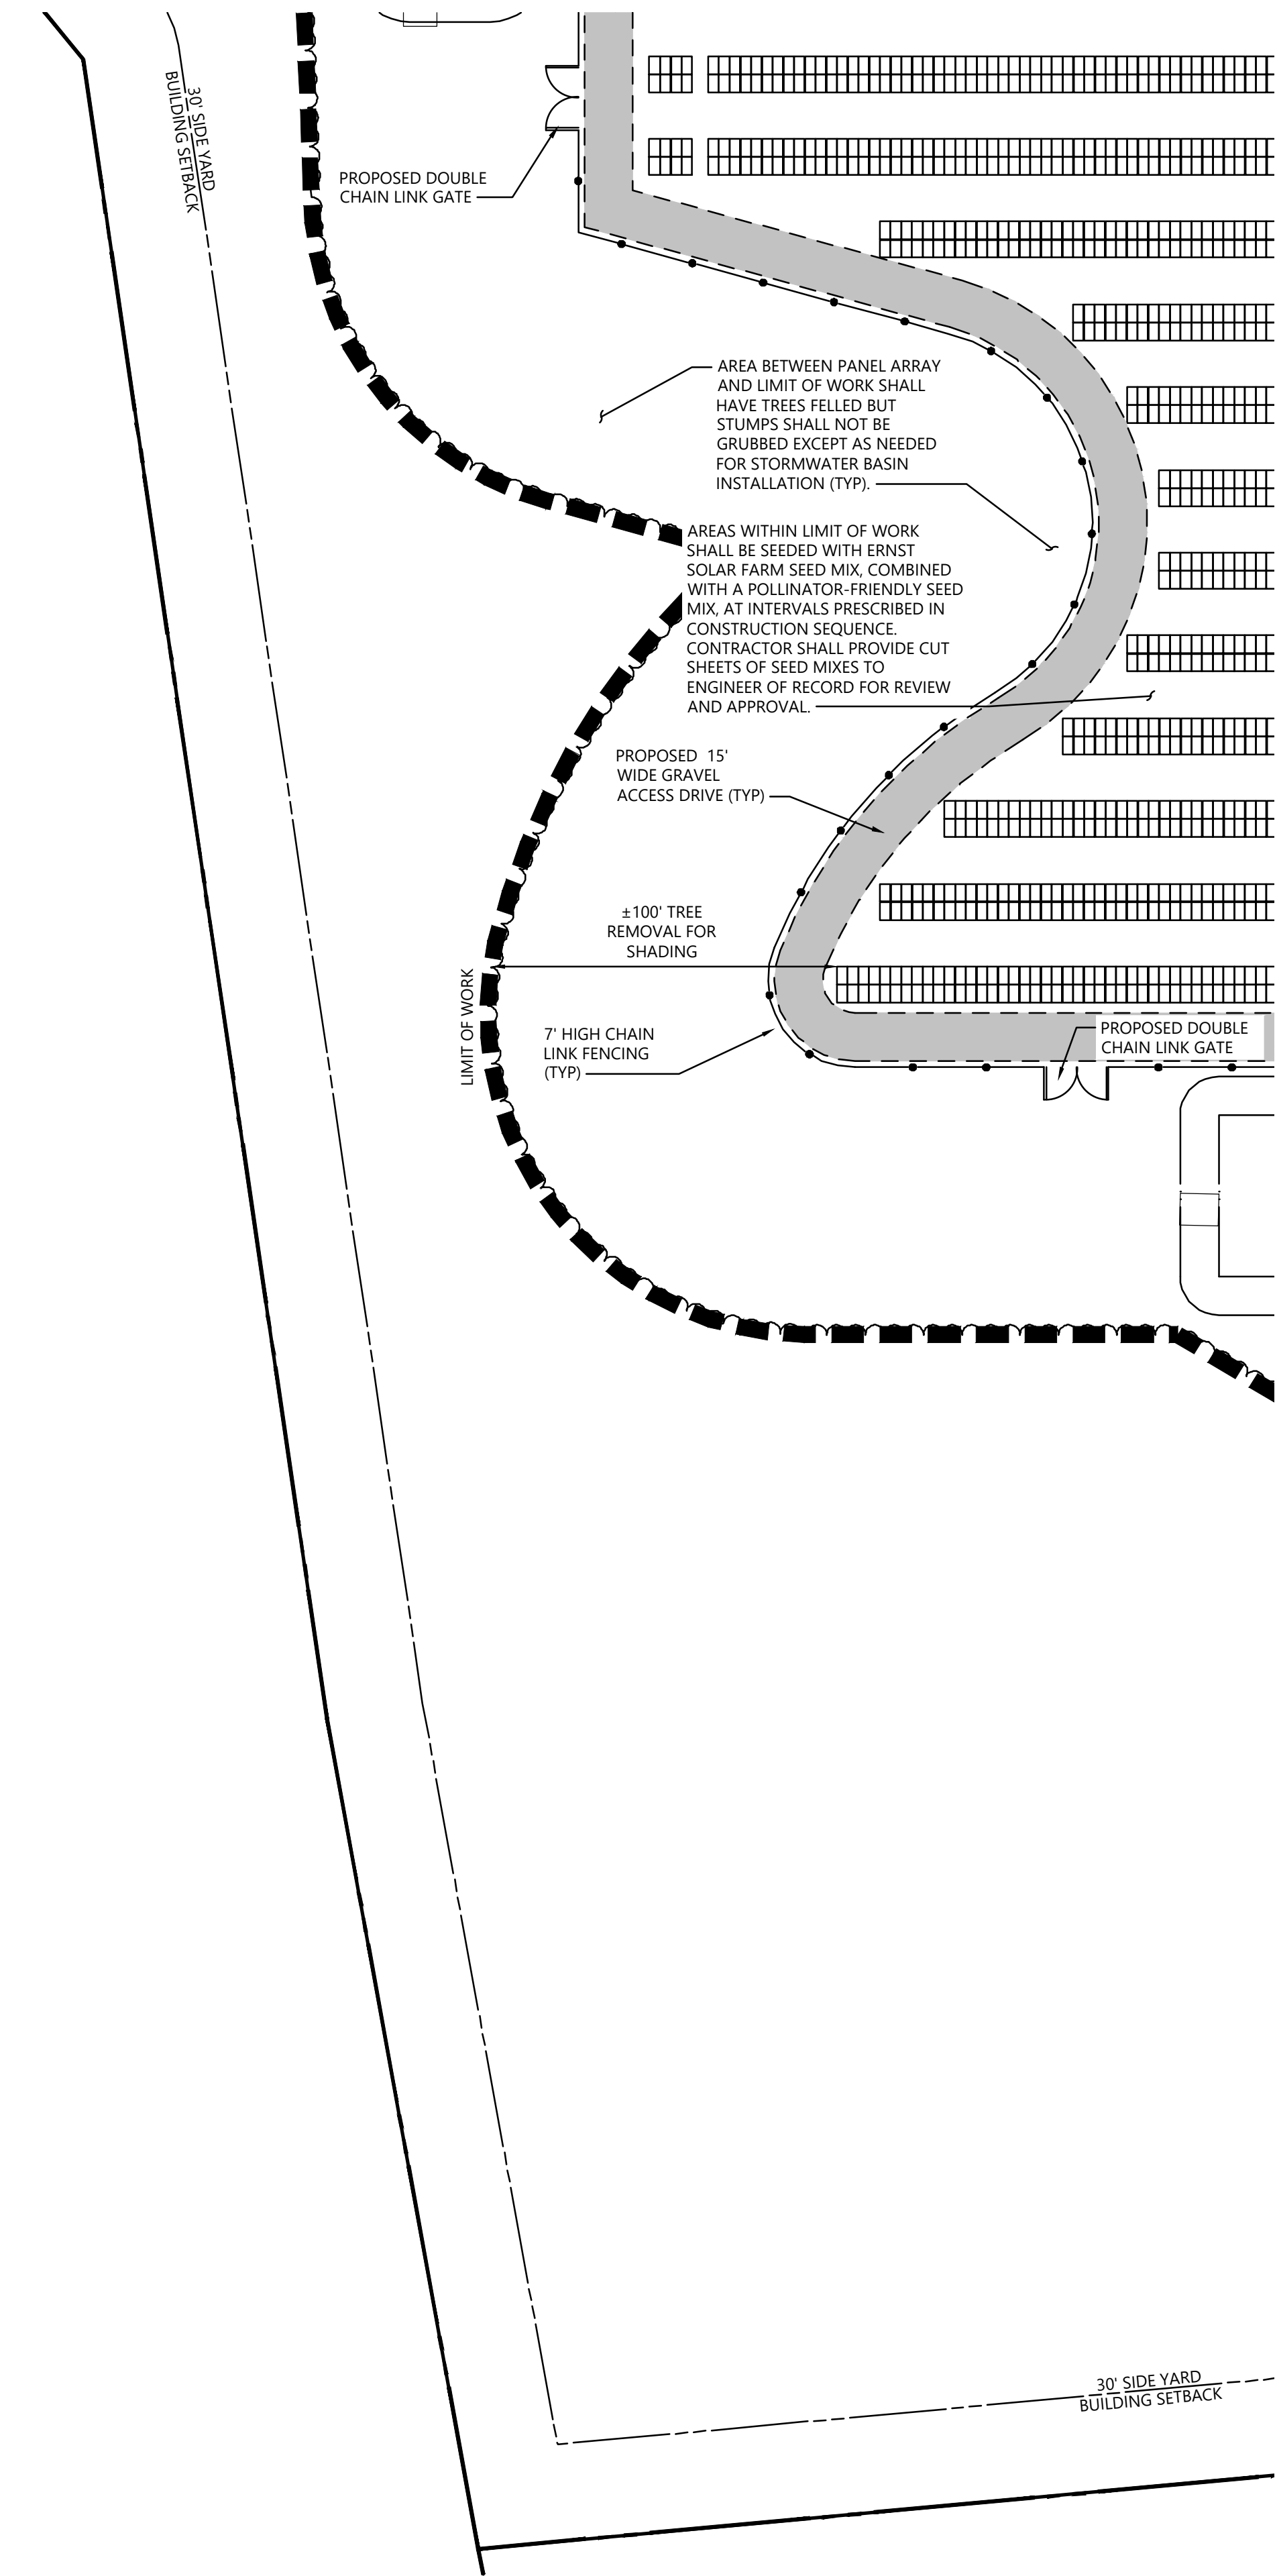 30' SIDE YARD
BUILDING SETBACK
PROPOSED DOUBLE
CHAIN LINK GATE
AREA BETWEEN PANEL ARRAY
AND LIMIT OF WORK SHALL
HAVE TREES FELLED BUT
STUMPS SHALL NOT BE
GRUBBED EXCEPT AS NEEDED
FOR STORMWATER BASIN
INSTALLATION (TYP).
AREAS WITHIN LIMIT OF WORK
SHALL BE SEEDED WITH ERNST
SOLAR FARM SEED MIX, COMBINED
WITH A POLLINATOR-FRIENDLY SEED
MIX, AT INTERVALS PRESCRIBED IN
CONSTRUCTION SEQUENCE.
CONTRACTOR SHALL PROVIDE CUT
SHEETS OF SEED MIXES TO
ENGINEER OF RECORD FOR REVIEW
AND APPROVAL.
PROPOSED 15'
WIDE GRAVEL
ACCESS DRIVE (TYP)
±100' TREE
REMOVAL FOR
SHADING
LIMIT OF WORK
7' HIGH CHAIN
LINK FENCING
(TYP)
PROPOSED DOUBLE
CHAIN LINK GATE
30' SIDE YARD
BUILDING SETBACK